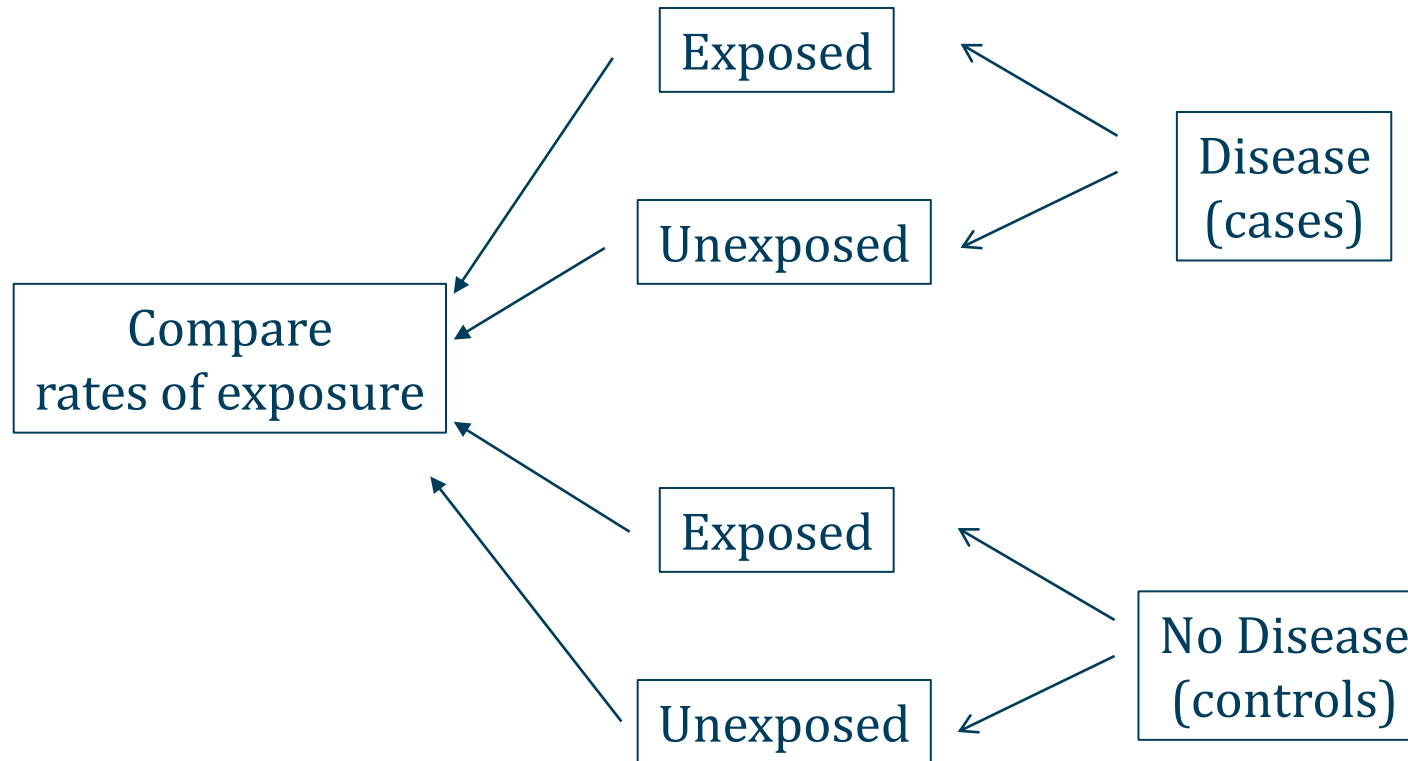 Exposed
Disease
(cases)
Unexposed
Compare
rates of exposure
Exposed
No Disease
(controls)
Unexposed